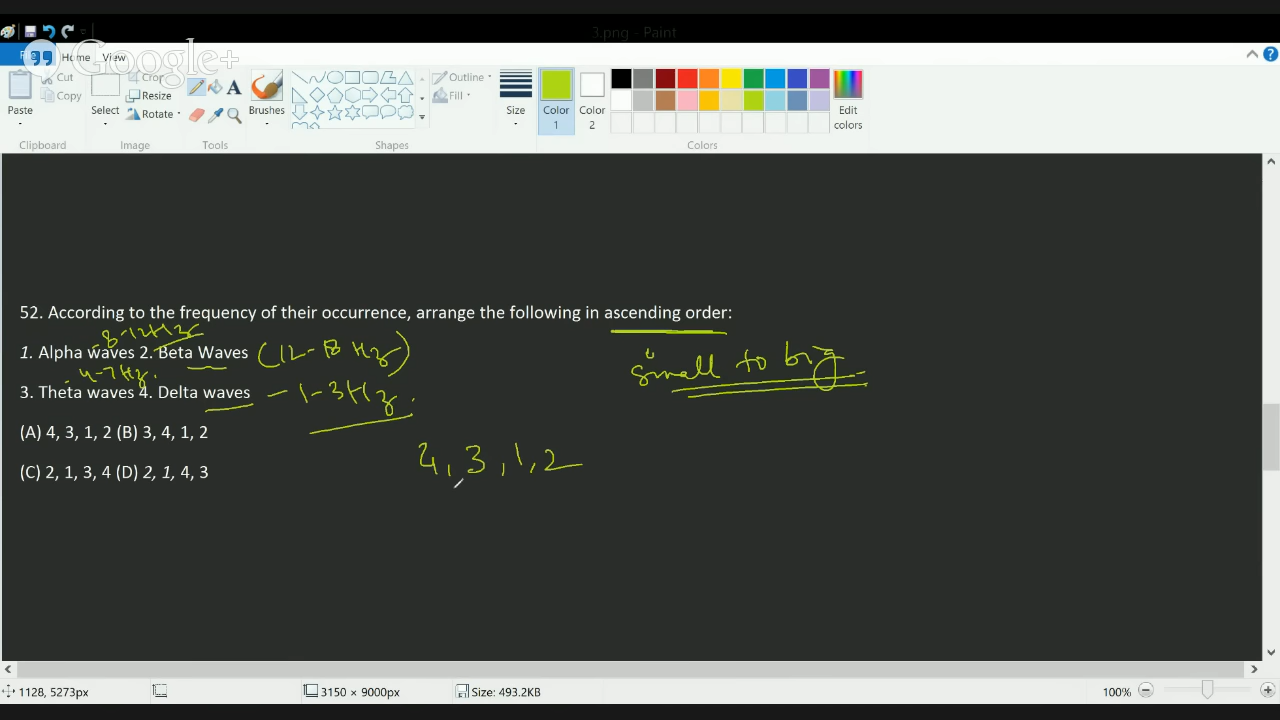 3.png - Paint
Google+
File Home View
Cut
Copy
Paste
Clipboard
Crop
Resize
Rotate
Select
Image
Tools
Brushes
Shapes
Outline
Fill
Size
Color 1
Color 2
Edit colors
Colors
52. According to the frequency of their occurrence, arrange the following in ascending order:
- 8-12Hz
1. Alpha waves 2. Beta Waves (12-18 Hz)
small to big
- 4-7Hz.
3. Theta waves 4. Delta waves - 1-3Hz.
(A) 4, 3, 1, 2 (B) 3, 4, 1, 2
4, 3, 1, 2
(C) 2, 1, 3, 4 (D) 2, 1, 4, 3
1128, 5273px
3150 × 9000px
Size: 493.2KB
100%